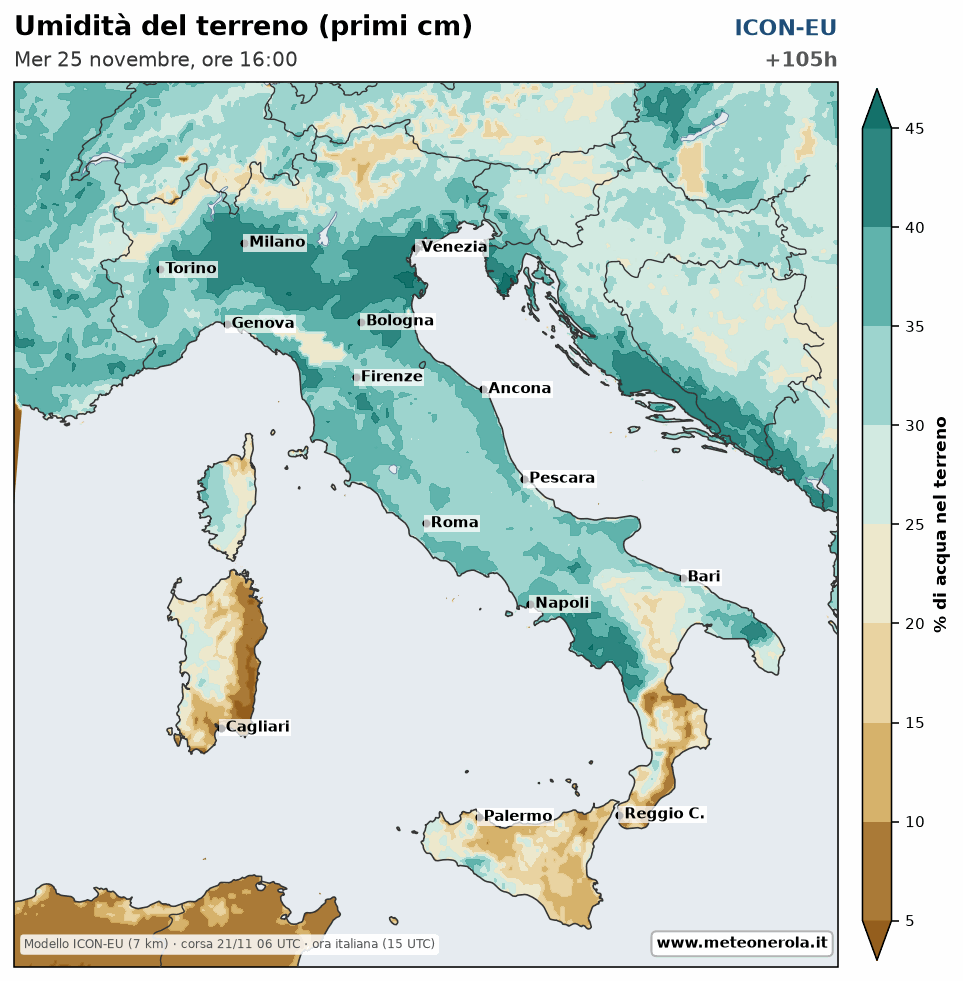 Umidità del terreno (primi cm)
ICON-EU
Mer 25 novembre, ore 16:00
+105h
45
40
35
30
25
20
15
10
5
% di acqua nel terreno
Milano
Venezia
Torino
Genova
Bologna
Firenze
Ancona
Pescara
Roma
Bari
Napoli
Cagliari
Palermo
Reggio C.
Modello ICON-EU (7 km) · corsa 21/11 06 UTC · ora italiana (15 UTC)
www.meteonerola.it